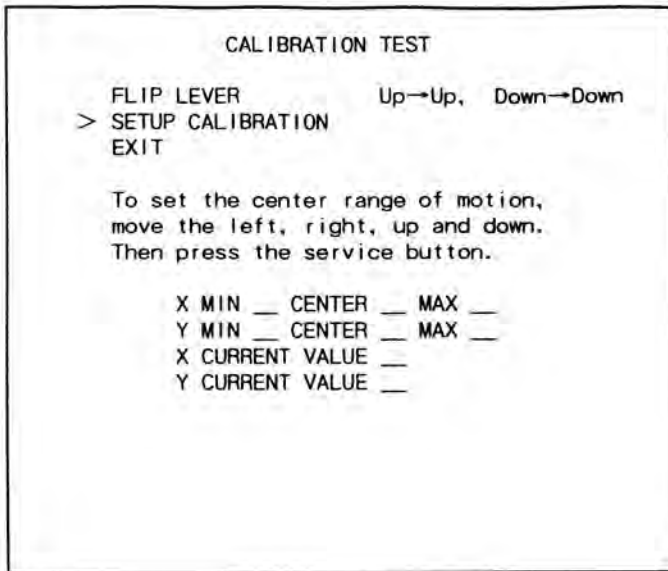 CALIBRATION TEST
FLIP LEVER Up→Up, Down→Down
> SETUP CALIBRATION
EXIT
To set the center range of motion,
move the left, right, up and down.
Then press the service button.
X MIN __ CENTER __ MAX __
Y MIN __ CENTER __ MAX __
X CURRENT VALUE __
Y CURRENT VALUE __